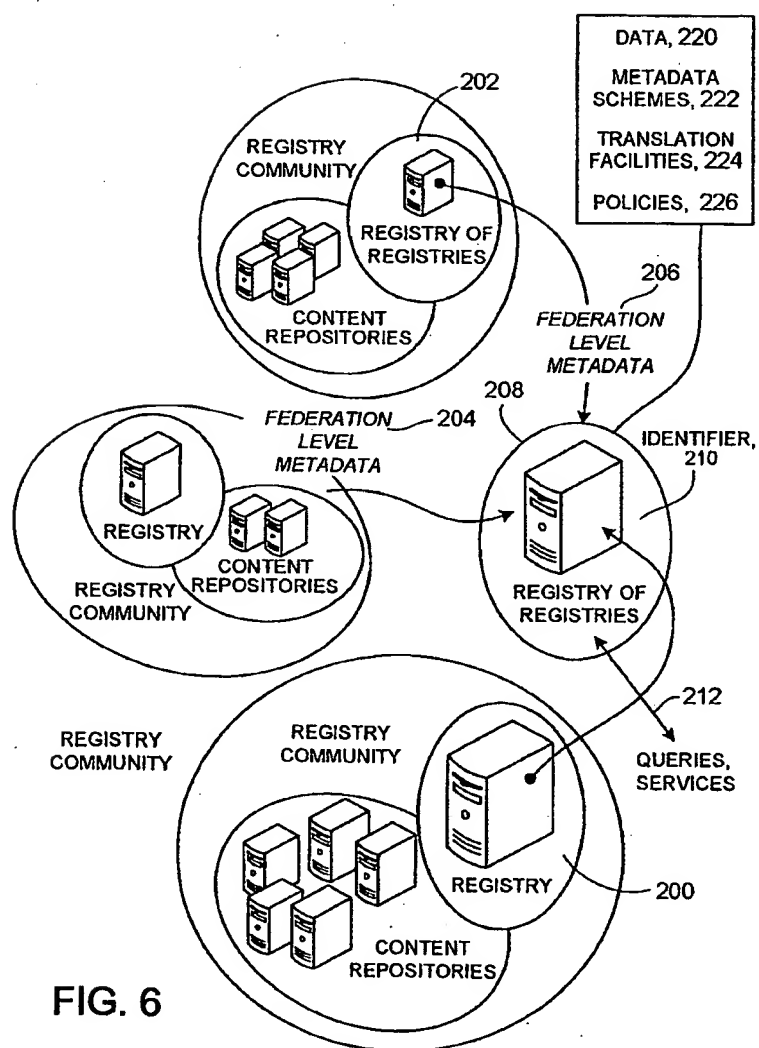 DATA, 220
METADATA
SCHEMES, 222
TRANSLATION
FACILITIES, 224
POLICIES, 226
202
REGISTRY
COMMUNITY
REGISTRY OF
REGISTRIES
CONTENT
REPOSITORIES
206
FEDERATION
LEVEL
METADATA
208
IDENTIFIER,
210
REGISTRY OF
REGISTRIES
FEDERATION
LEVEL
METADATA
204
REGISTRY
CONTENT
REPOSITORIES
REGISTRY
COMMUNITY
212
QUERIES,
SERVICES
REGISTRY
COMMUNITY
REGISTRY
COMMUNITY
REGISTRY
200
CONTENT
REPOSITORIES
FIG. 6